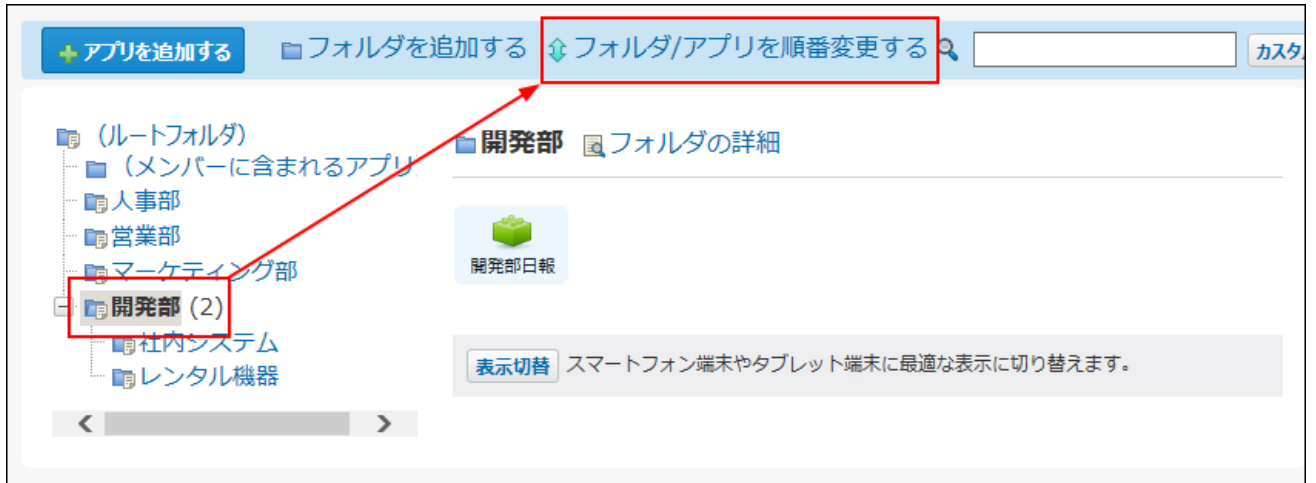 アプリを追加する フォルダを追加する フォルダ/アプリを順番変更する カスタ
(ルートフォルダ)
(メンバーに含まれるアプリ
人事部
営業部
マーケティング部
開発部 (2)
社内システム
レンタル機器
開発部 フォルダの詳細
開発部日報
表示切替 スマートフォン端末やタブレット端末に最適な表示に切り替えます。